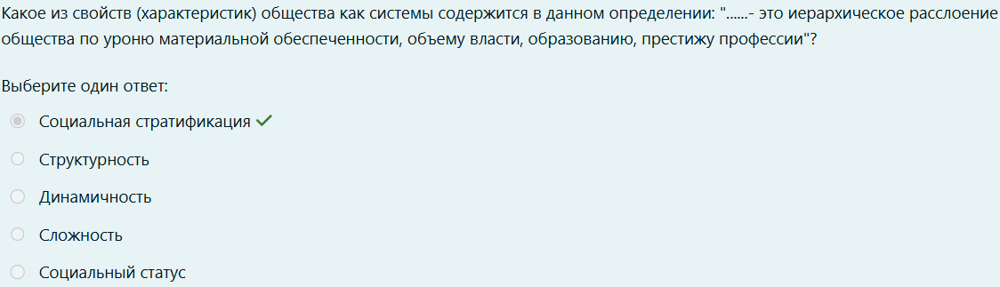 Какое из свойств (характеристик) общества как системы содержится в данном определении: "......- это иерархическое расслоение
общества по уроню материальной обеспеченности, объему власти, образованию, престижу профессии"?
Выберите один ответ:
Социальная стратификация
Структурность
Динамичность
Сложность
Социальный статус